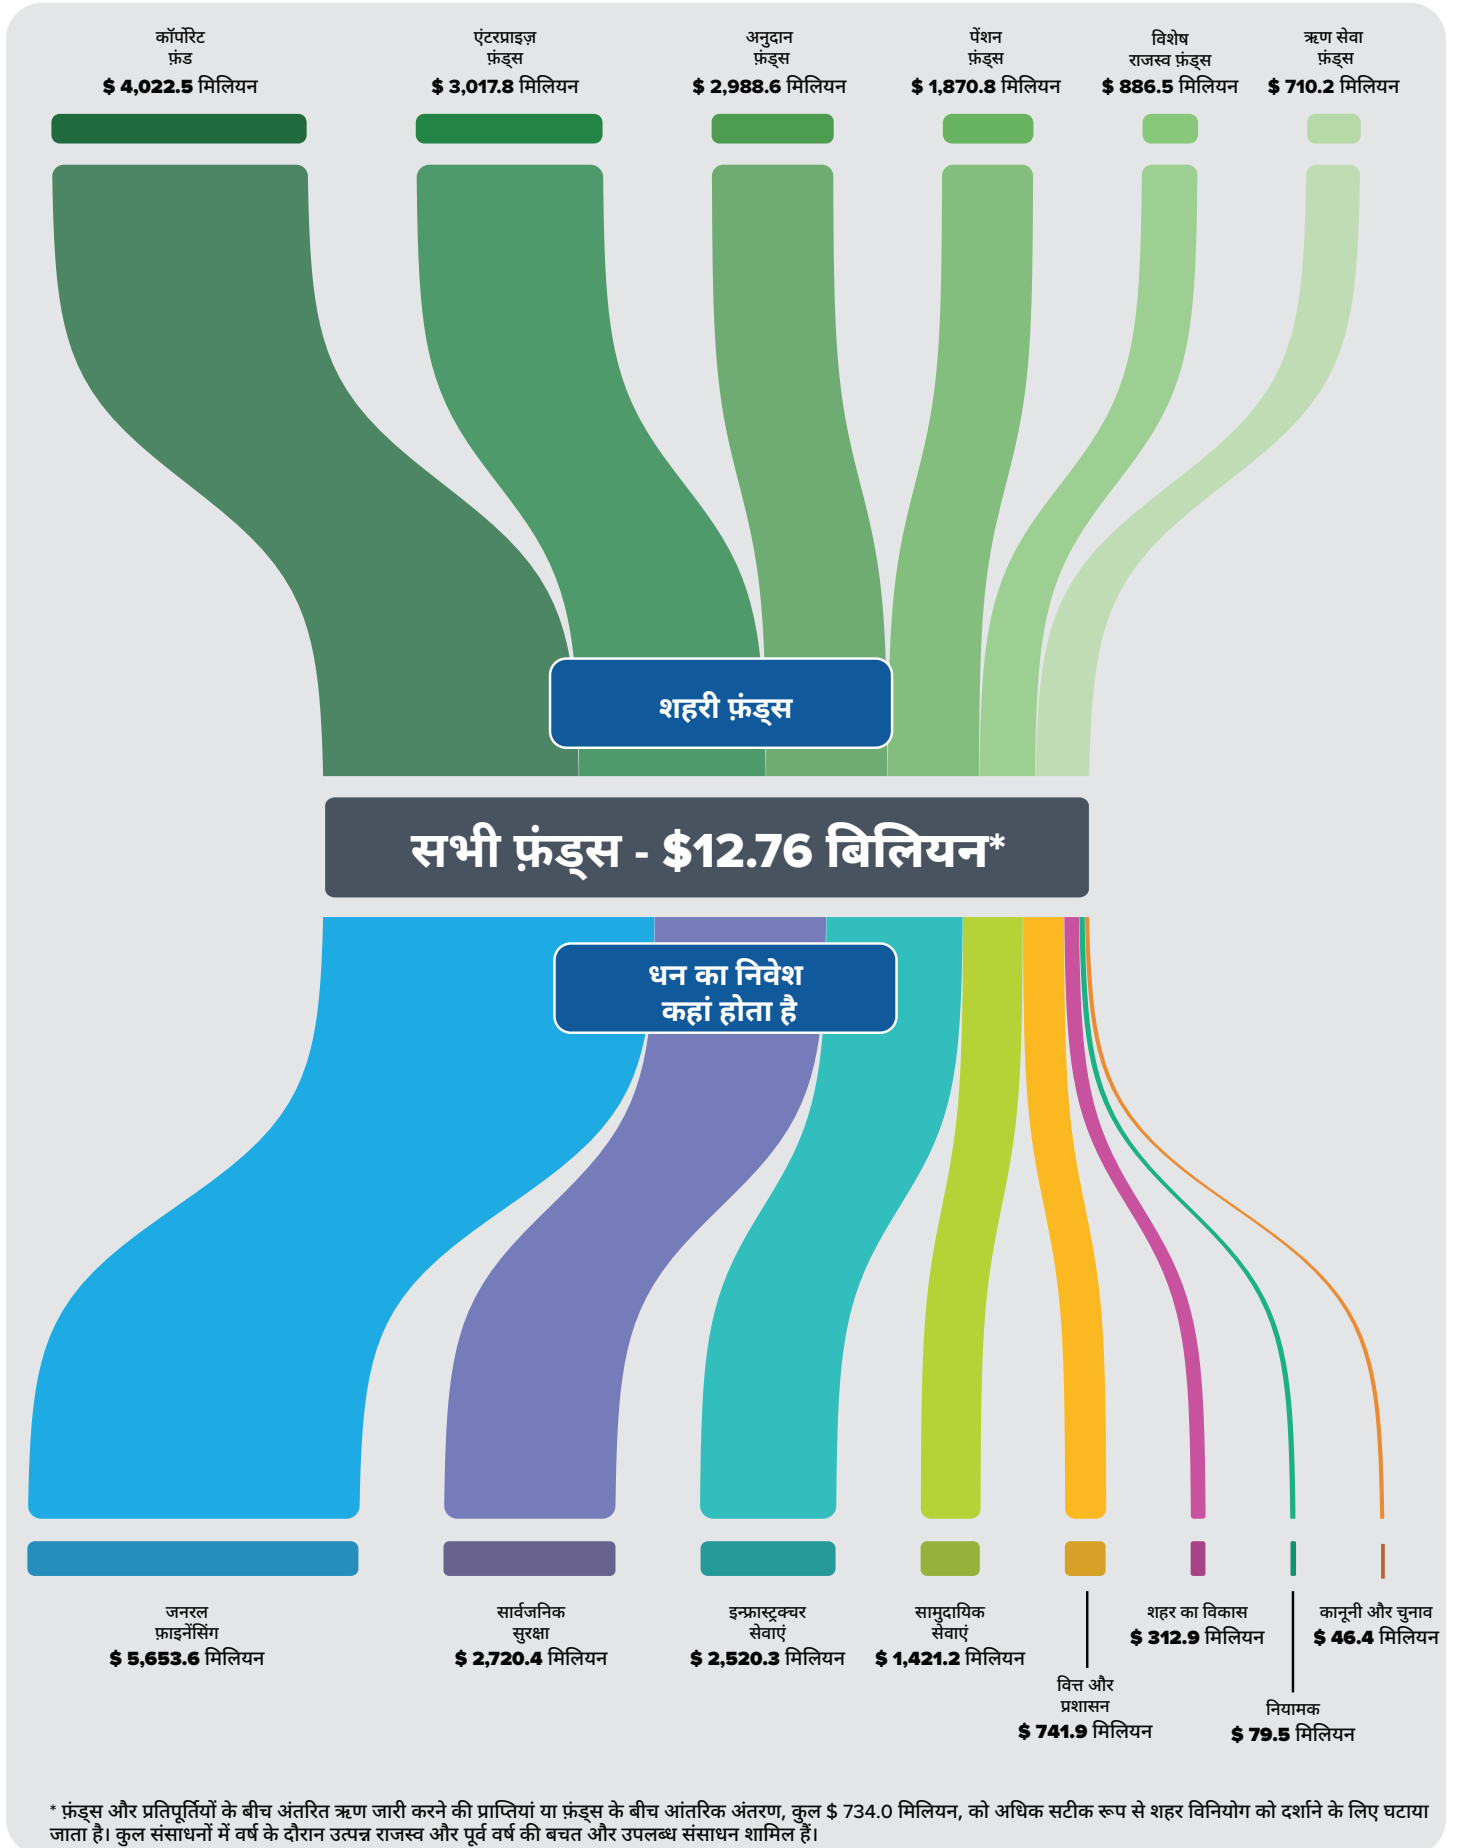 कॉर्पोरेट
फ़ंड
$ 4,022.5 मिलियन
एंटरप्राइज़
फ़ंड्स
$ 3,017.8 मिलियन
अनुदान
फ़ंड्स
$ 2,988.6 मिलियन
पेंशन
फ़ंड्स
$ 1,870.8 मिलियन
विशेष
राजस्व फ़ंड्स
$ 886.5 मिलियन
ऋण सेवा
फ़ंड्स
$ 710.2 मिलियन
शहरी फ़ंड्स
सभी फ़ंड्स - $12.76 बिलियन*
धन का निवेश
कहां होता है
जनरल
फ़ाइनेंसिंग
$ 5,653.6 मिलियन
सार्वजनिक
सुरक्षा
$ 2,720.4 मिलियन
इन्फ्रास्ट्रक्चर
सेवाएं
$ 2,520.3 मिलियन
सामुदायिक
सेवाएं
$ 1,421.2 मिलियन
वित्त और
प्रशासन
$ 741.9 मिलियन
शहर का विकास
$ 312.9 मिलियन
नियामक
$ 79.5 मिलियन
कानूनी और चुनाव
$ 46.4 मिलियन
* फ़ंड्स और प्रतिपूर्तियों के बीच अंतरित ऋण जारी करने की प्राप्तियां या फ़ंड्स के बीच आंतरिक अंतरण, कुल $ 734.0 मिलियन, को अधिक सटीक रूप से शहर विनियोग को दर्शाने के लिए घटाया
जाता है। कुल संसाधनों में वर्ष के दौरान उत्पन्न राजस्व और पूर्व वर्ष की बचत और उपलब्ध संसाधन शामिल हैं।